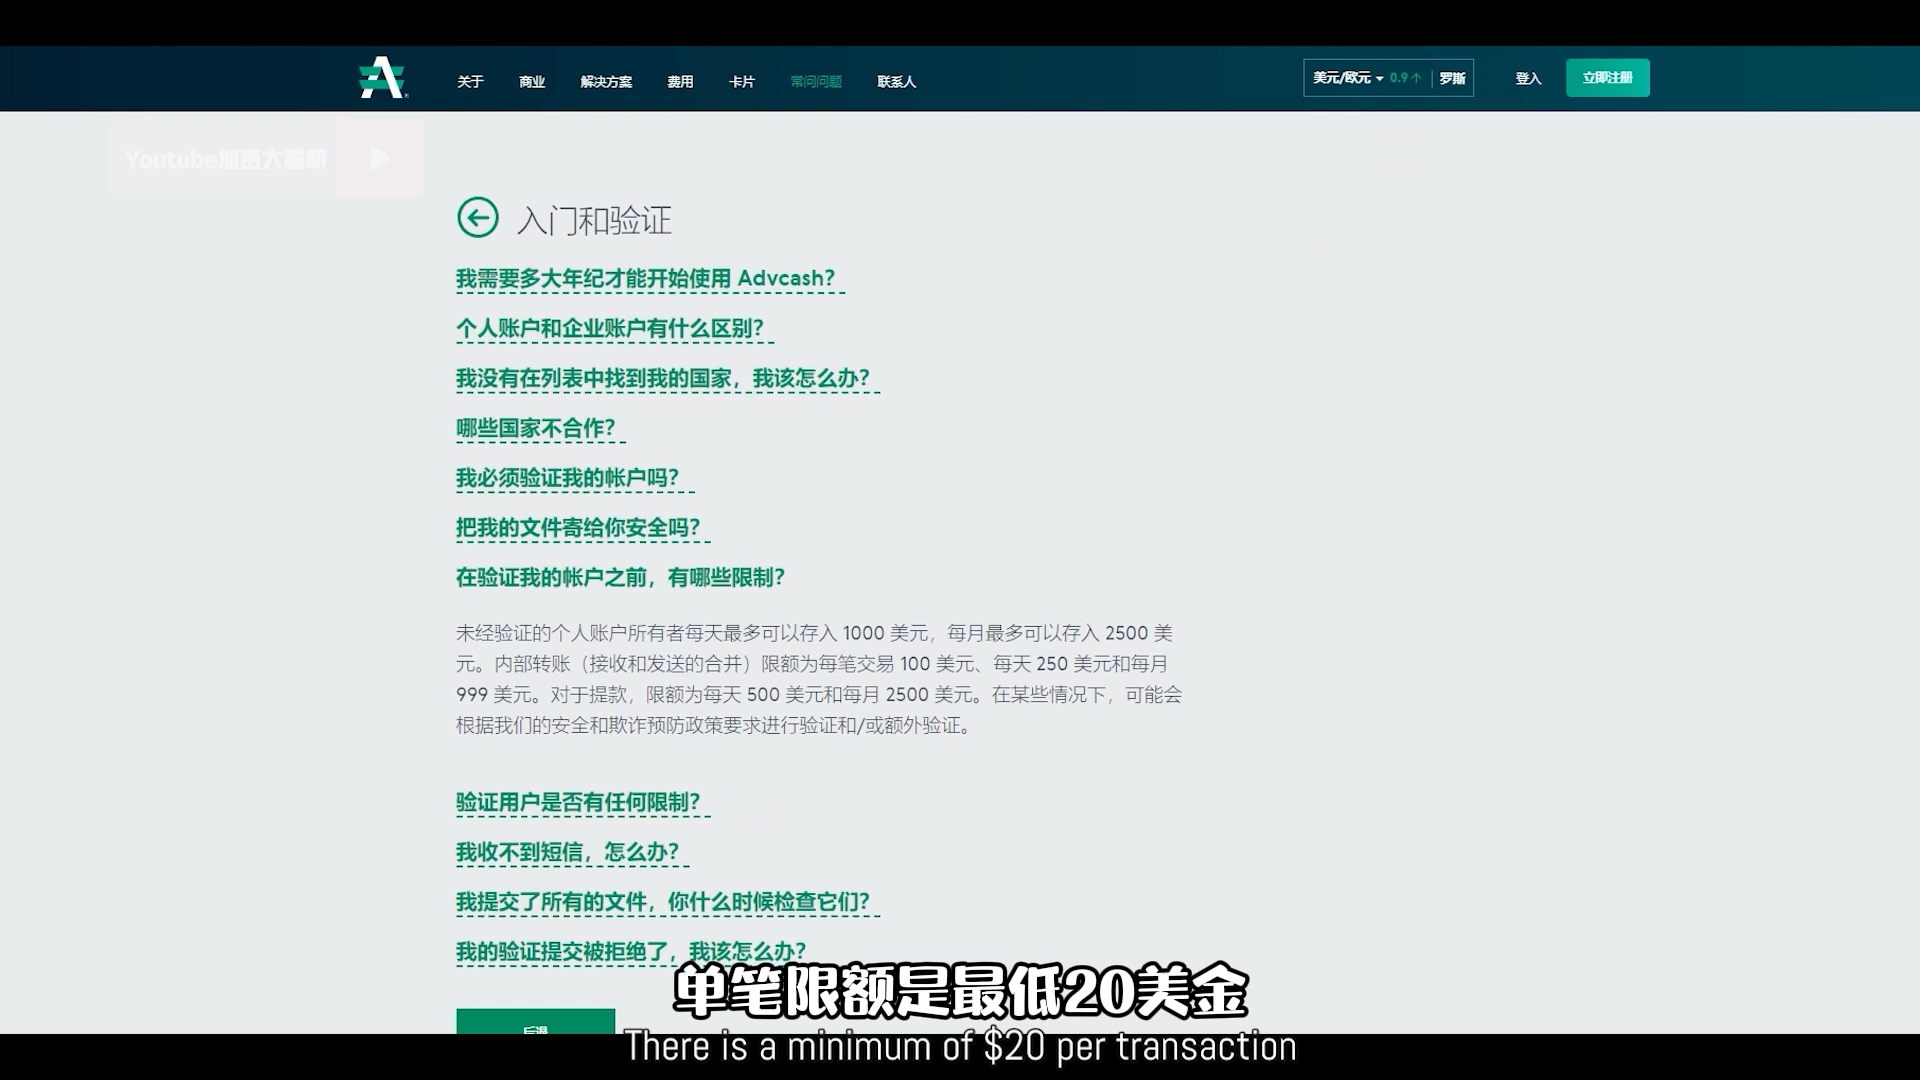 关于 商业 解决方案 费用 卡片 常问问题 联系人 美元/欧元 0.9个 罗斯 登入 立即注册
Youtube加密大聪明
入门和验证
我需要多大年纪才能开始使用 Advcash?
个人账户和企业账户有什么区别?
我没有在列表中找到我的国家，我该怎么办?
哪些国家不合作?
我必须验证我的帐户吗?
把我的文件寄给你安全吗?
在验证我的帐户之前，有哪些限制?
未经验证的个人账户所有者每天最多可以存入 1000 美元，每月最多可以存入 2500 美
元。内部转账（接收和发送的合并）限额为每笔交易 100 美元、每天 250 美元和每月
999 美元。对于提款，限额为每天 500 美元和每月 2500 美元。在某些情况下，可能会
根据我们的安全和欺诈预防政策要求进行验证和/或额外验证。
验证用户是否有任何限制?
我收不到短信，怎么办?
我提交了所有的文件，你什么时候检查它们?
我的验证提交被拒绝了，我该怎么办?
单笔限额是最低20美金
There is a minimum of $20 per transaction